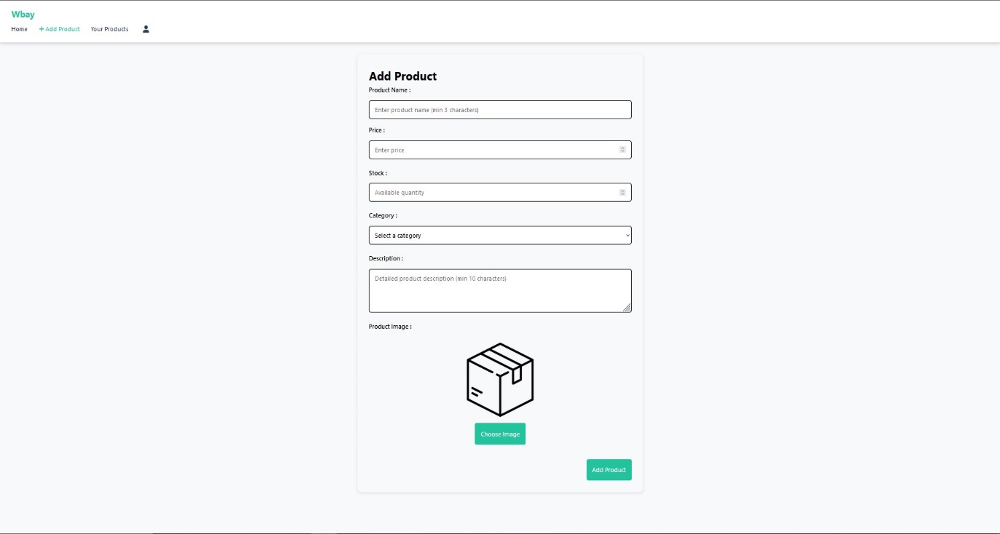 Wbay
Home + Add Product Your Products
Add Product
Product Name :
Enter product name (min 3 characters)
Price :
Enter price
Stock :
Available quantity
Category :
Select a category
Description :
Detailed product description (min 10 characters)
Product Image :
Choose Image
Add Product